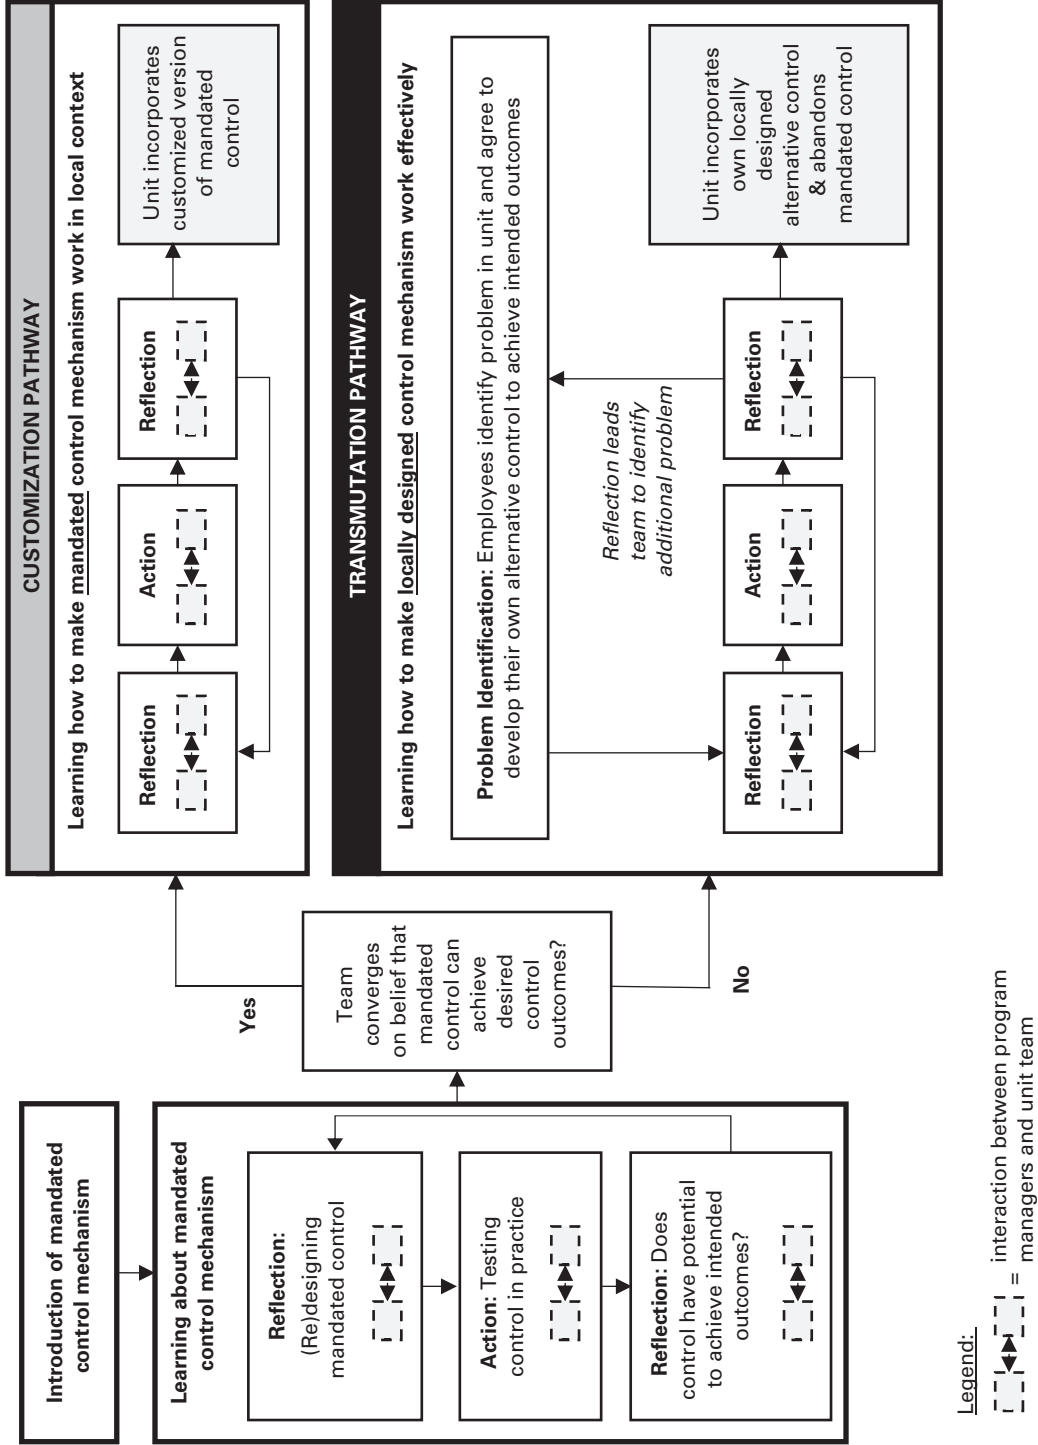 Introduction of mandated
control mechanism
Learning about mandated
control mechanism
Reflection:
(Re)designing
mandated control
Action: Testing
control in practice
Reflection: Does
control have potential
to achieve intended
outcomes?
Team
converges
on belief that
mandated
control can
achieve
desired
control
outcomes?
Yes
No
CUSTOMIZATION PATHWAY
Learning how to make mandated control mechanism work in local context
Reflection
Action
Reflection
Unit incorporates
customized version
of mandated
control
TRANSMUTATION PATHWAY
Learning how to make locally designed control mechanism work effectively
Problem Identification: Employees identify problem in unit and agree to
develop their own alternative control to achieve intended outcomes
Reflection leads
team to identify
additional problem
Reflection
Action
Reflection
Unit incorporates
own locally
designed
alternative control
& abandons
mandated control
Legend:
= interaction between program
managers and unit team